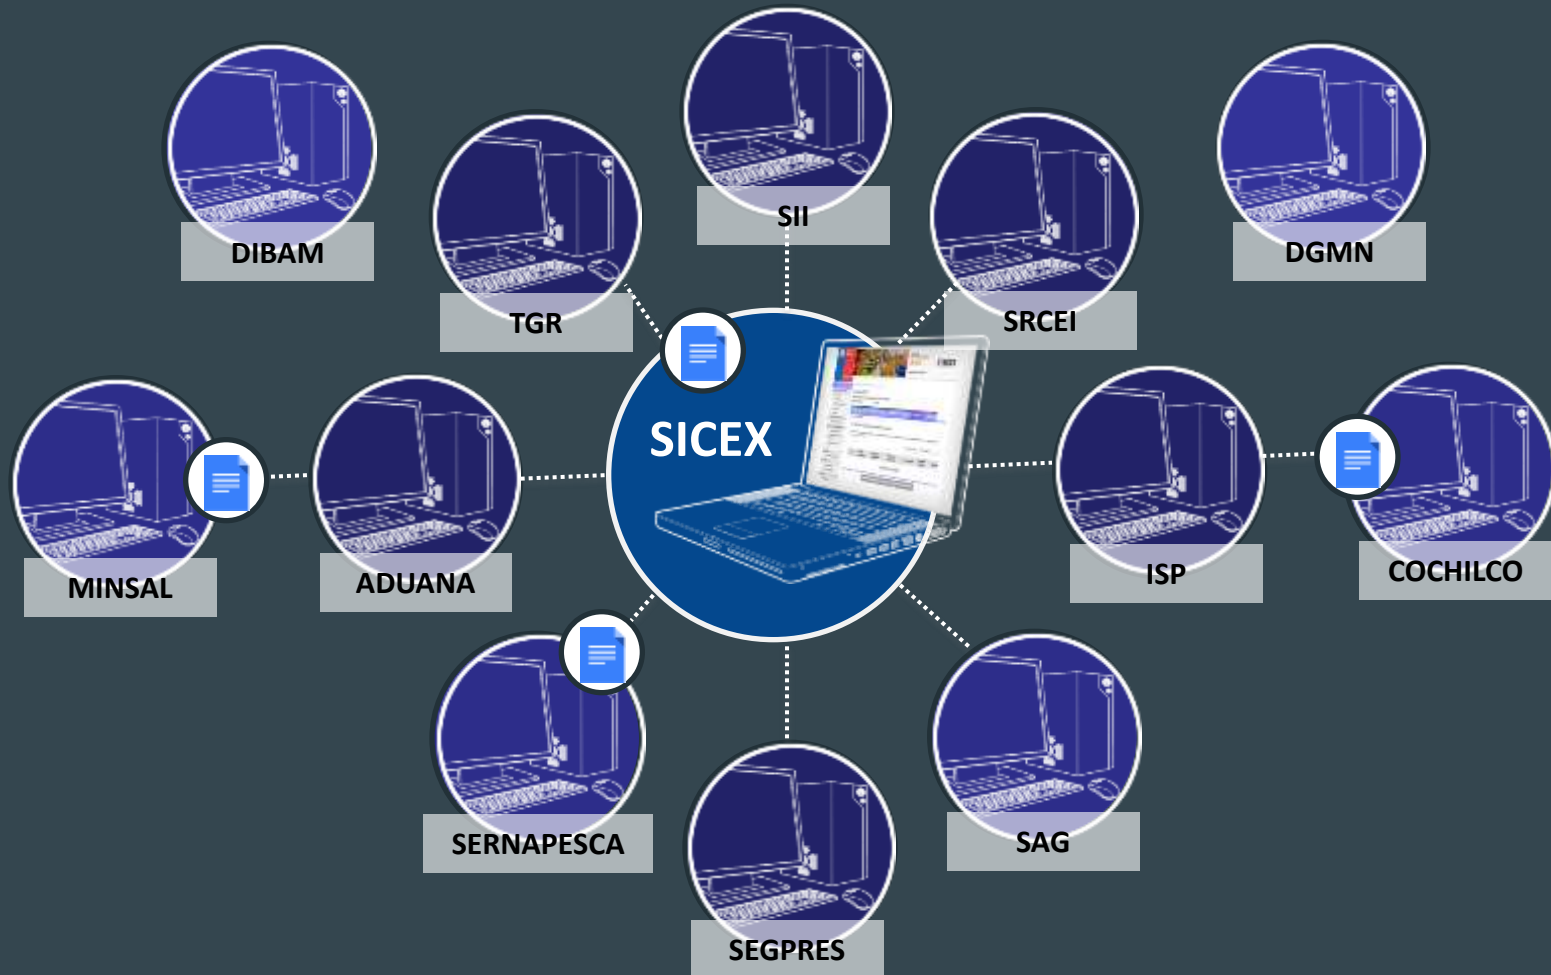 SII
DIBAM
DGMN
TGR
SRCEI
SICEX
MINSAL
ADUANA
ISP
COCHILCO
SERNAPESCA
SAG
SEGPRES